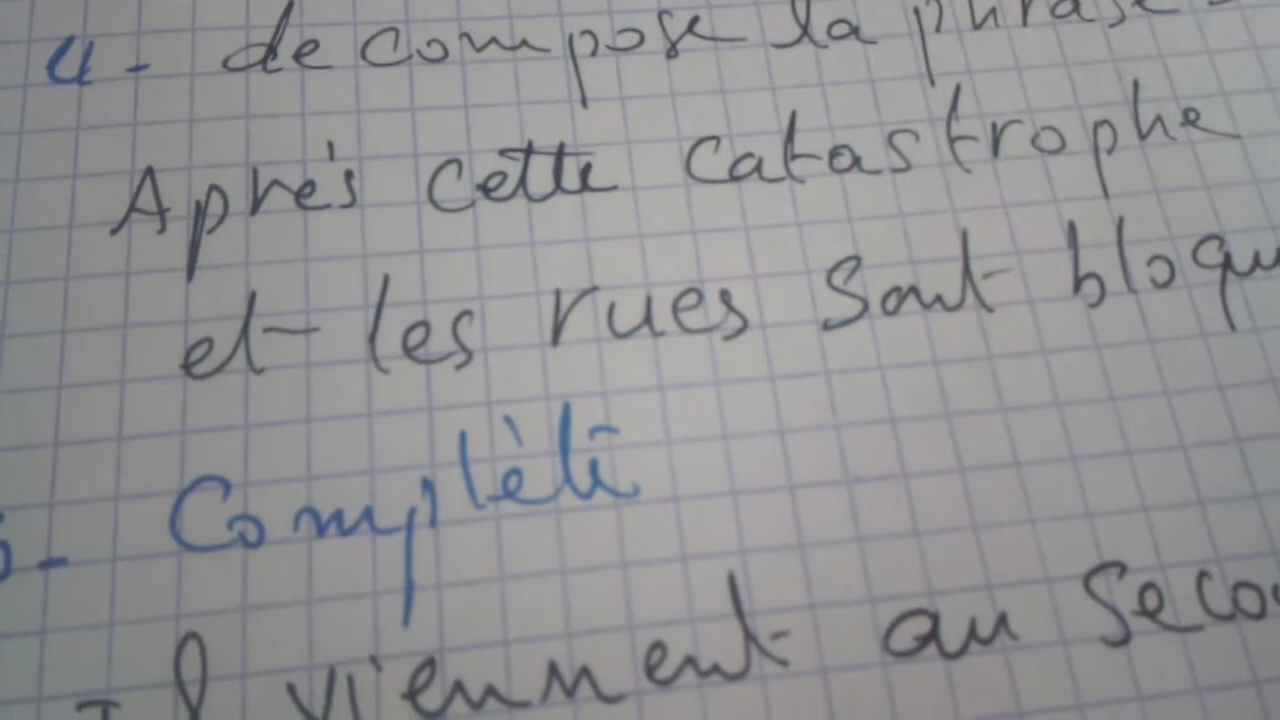 4- decompose la phrase
Après cette catastrophe
et les rues sont bloqu
5- Complète
Il viennent au seco